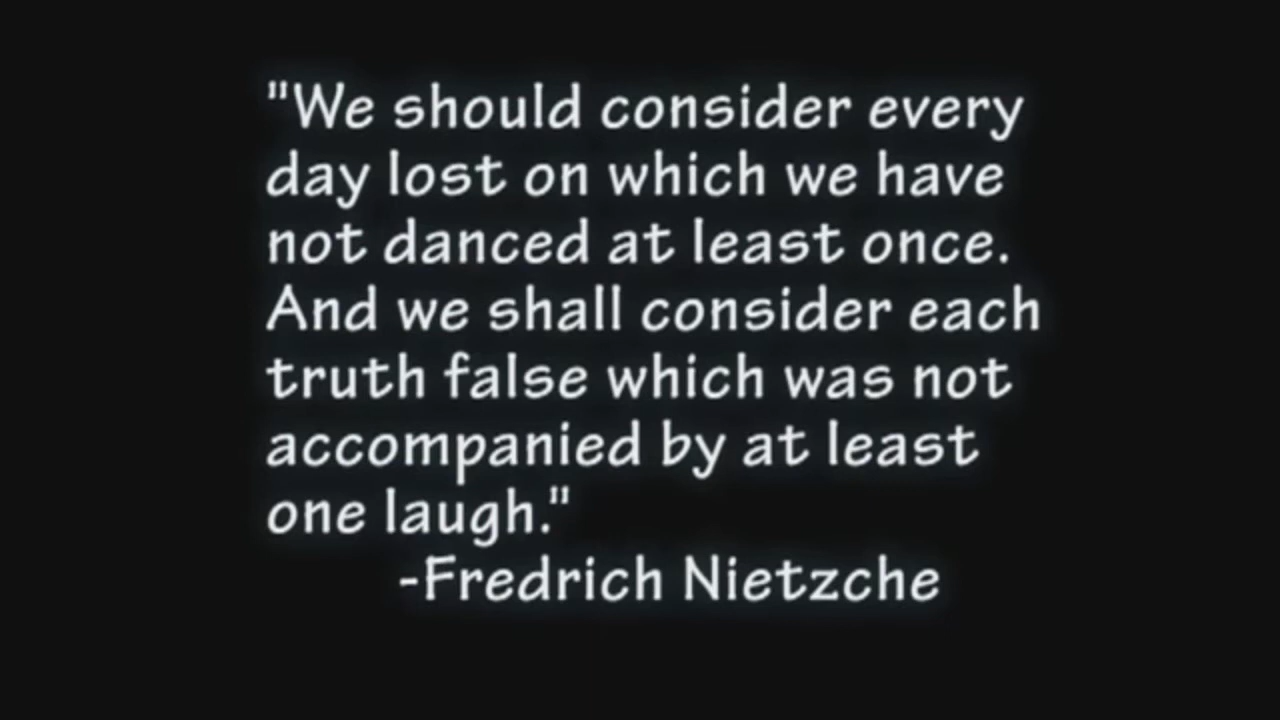 "We should consider every
day lost on which we have
not danced at least once.
And we shall consider each
truth false which was not
accompanied by at least
one laugh."
-Fredrich Nietzche